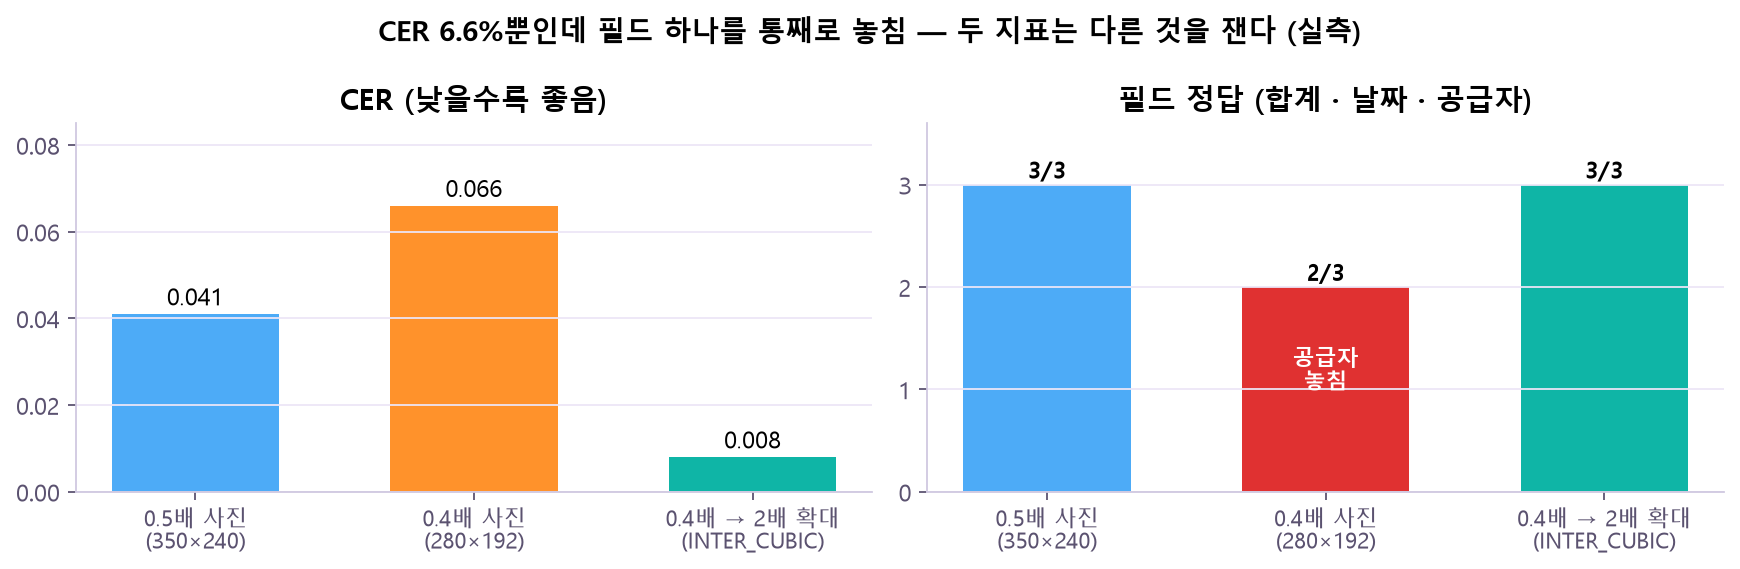 CER 6.6%뿐인데 필드 하나를 통째로 놓침 — 두 지표는 다른 것을 잰다 (실측)
CER (낮을수록 좋음)
0.08
0.06
0.04
0.02
0.00
0.041
0.066
0.008
0.5배 사진
(350×240)
0.4배 사진
(280×192)
0.4배 → 2배 확대
(INTER_CUBIC)
필드 정답 (합계 · 날짜 · 공급자)
3
2
1
0
3/3
2/3
3/3
공급자
놓침
0.5배 사진
(350×240)
0.4배 사진
(280×192)
0.4배 → 2배 확대
(INTER_CUBIC)